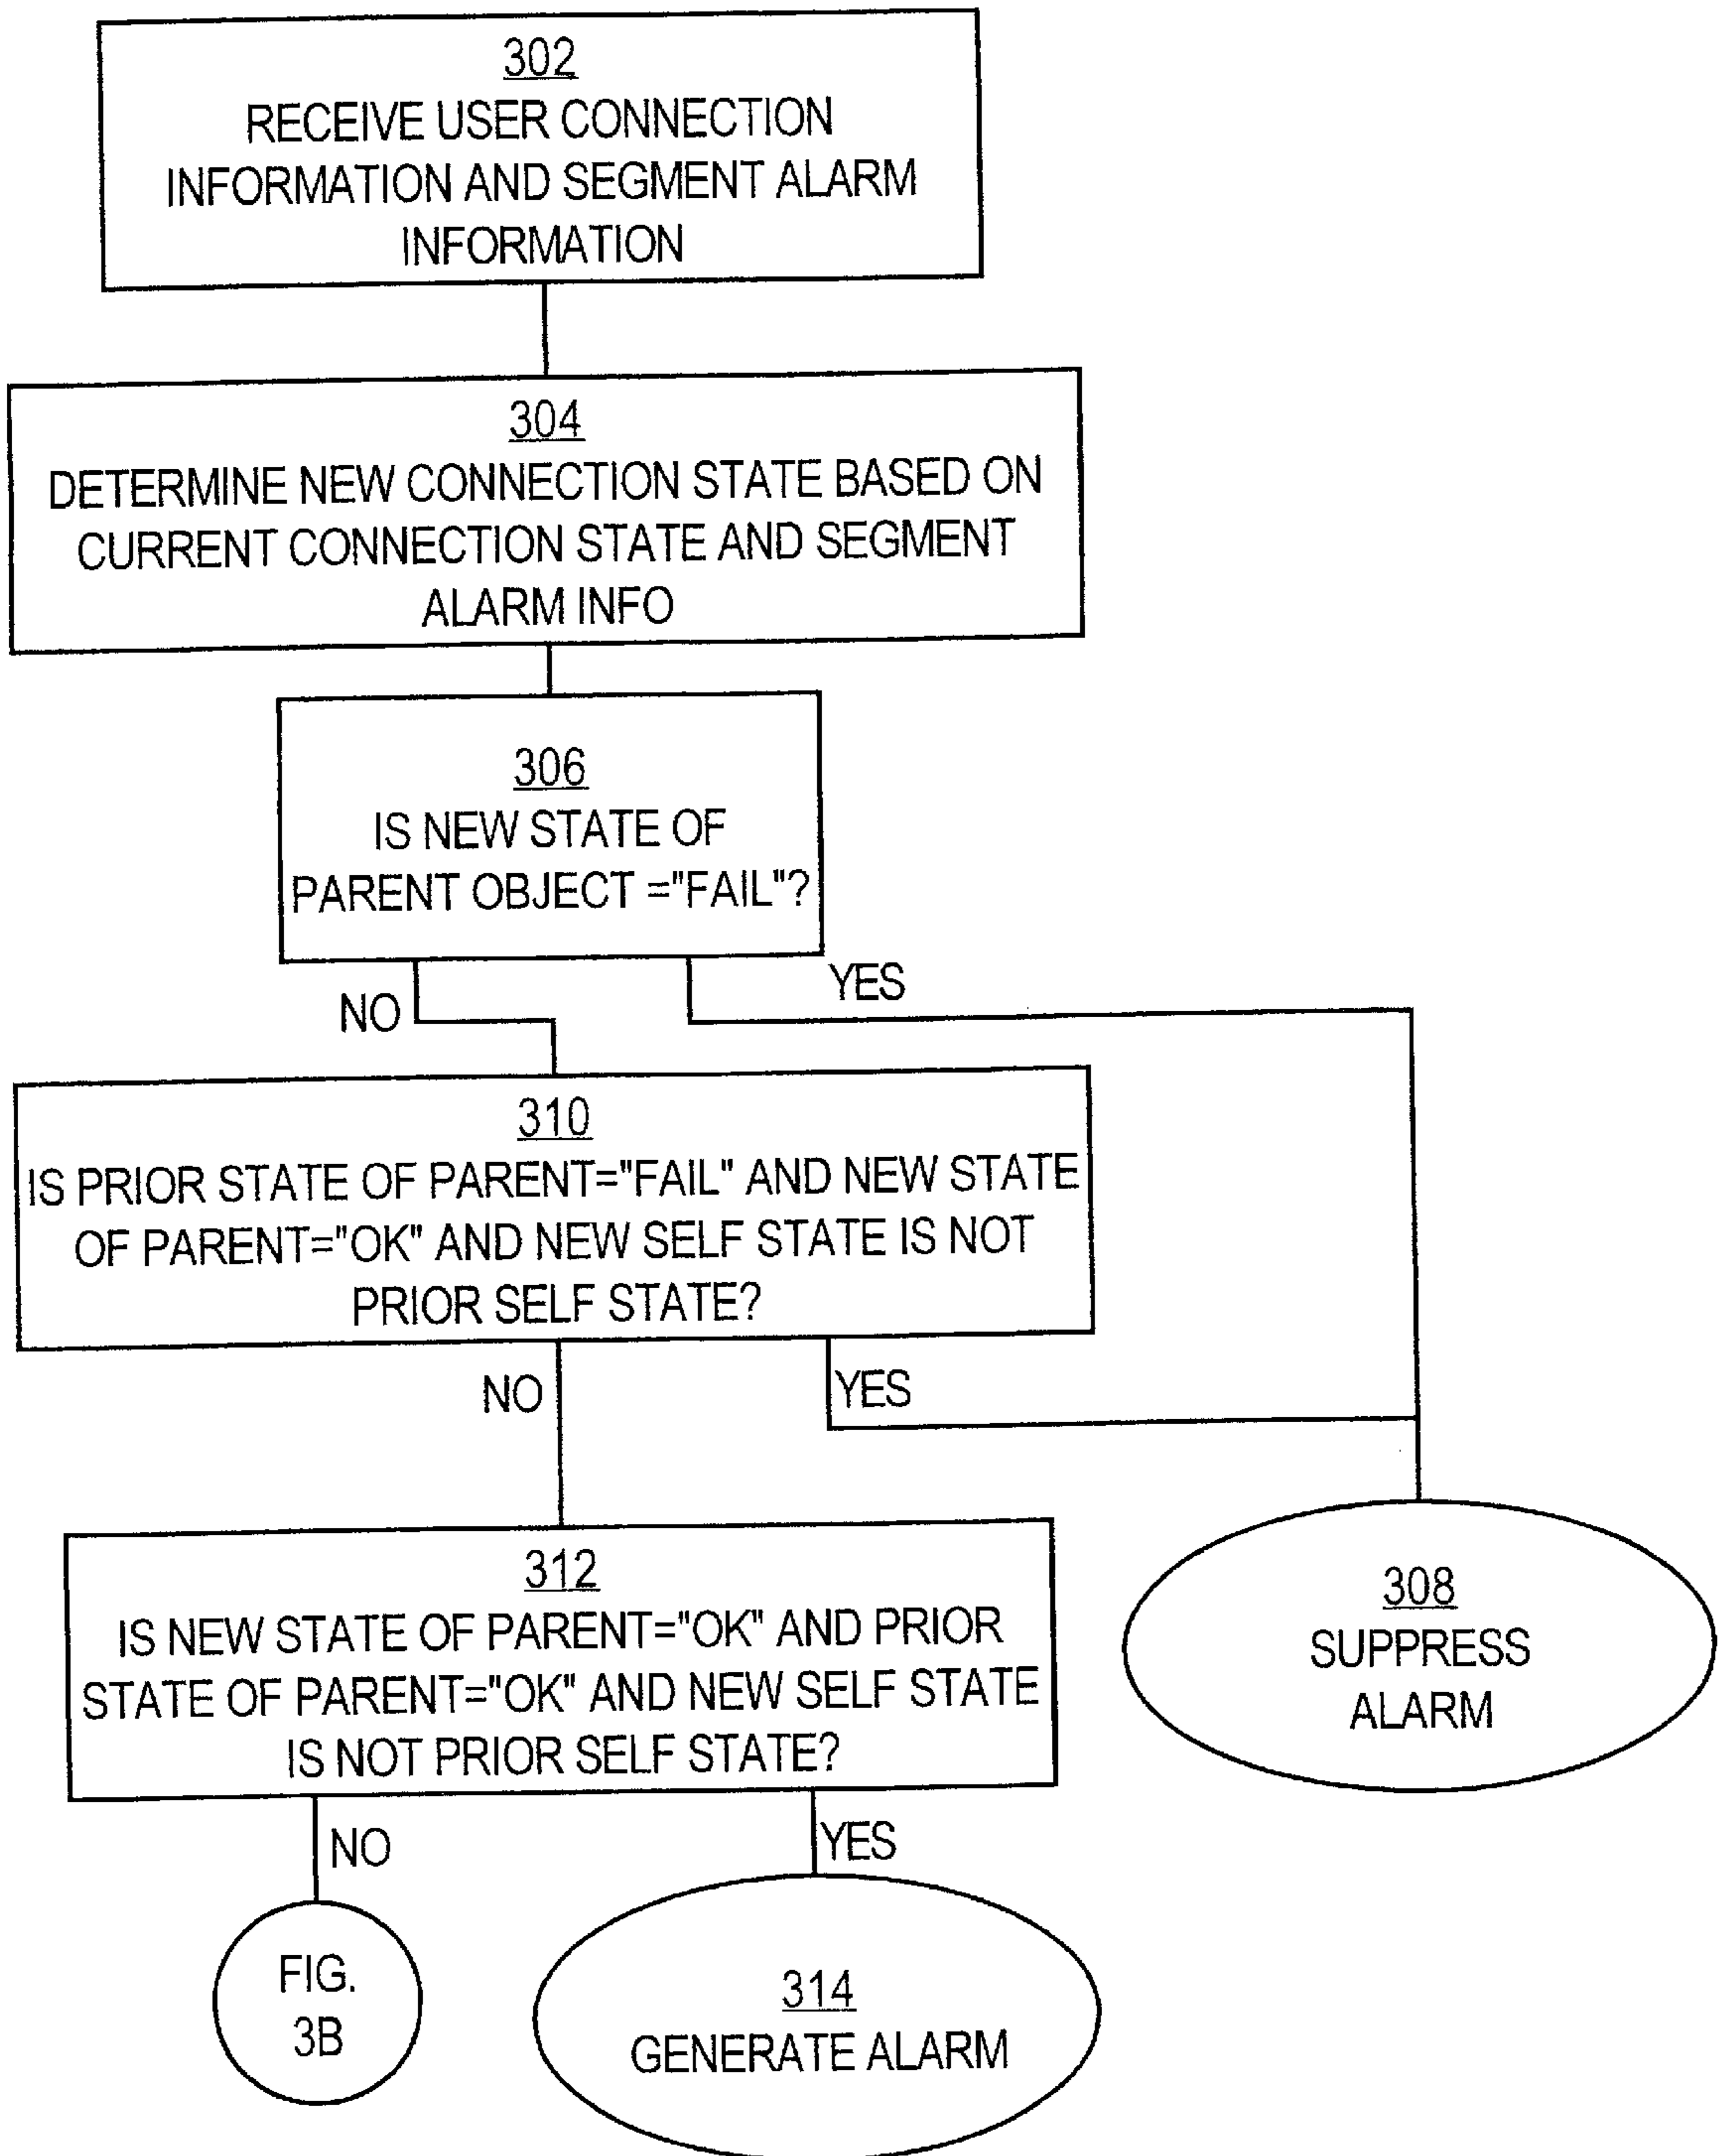 302
RECEIVE USER CONNECTION
INFORMATION AND SEGMENT ALARM
INFORMATION
304
DETERMINE NEW CONNECTION STATE BASED ON
CURRENT CONNECTION STATE AND SEGMENT
ALARM INFO
306
IS NEW STATE OF
PARENT OBJECT ="FAIL"?
NO
YES
310
IS PRIOR STATE OF PARENT="FAIL" AND NEW STATE
OF PARENT="OK" AND NEW SELF STATE IS NOT
PRIOR SELF STATE?
NO
YES
312
IS NEW STATE OF PARENT="OK" AND PRIOR
STATE OF PARENT="OK" AND NEW SELF STATE
IS NOT PRIOR SELF STATE?
308
SUPPRESS
ALARM
NO
YES
FIG.
3B
314
GENERATE ALARM